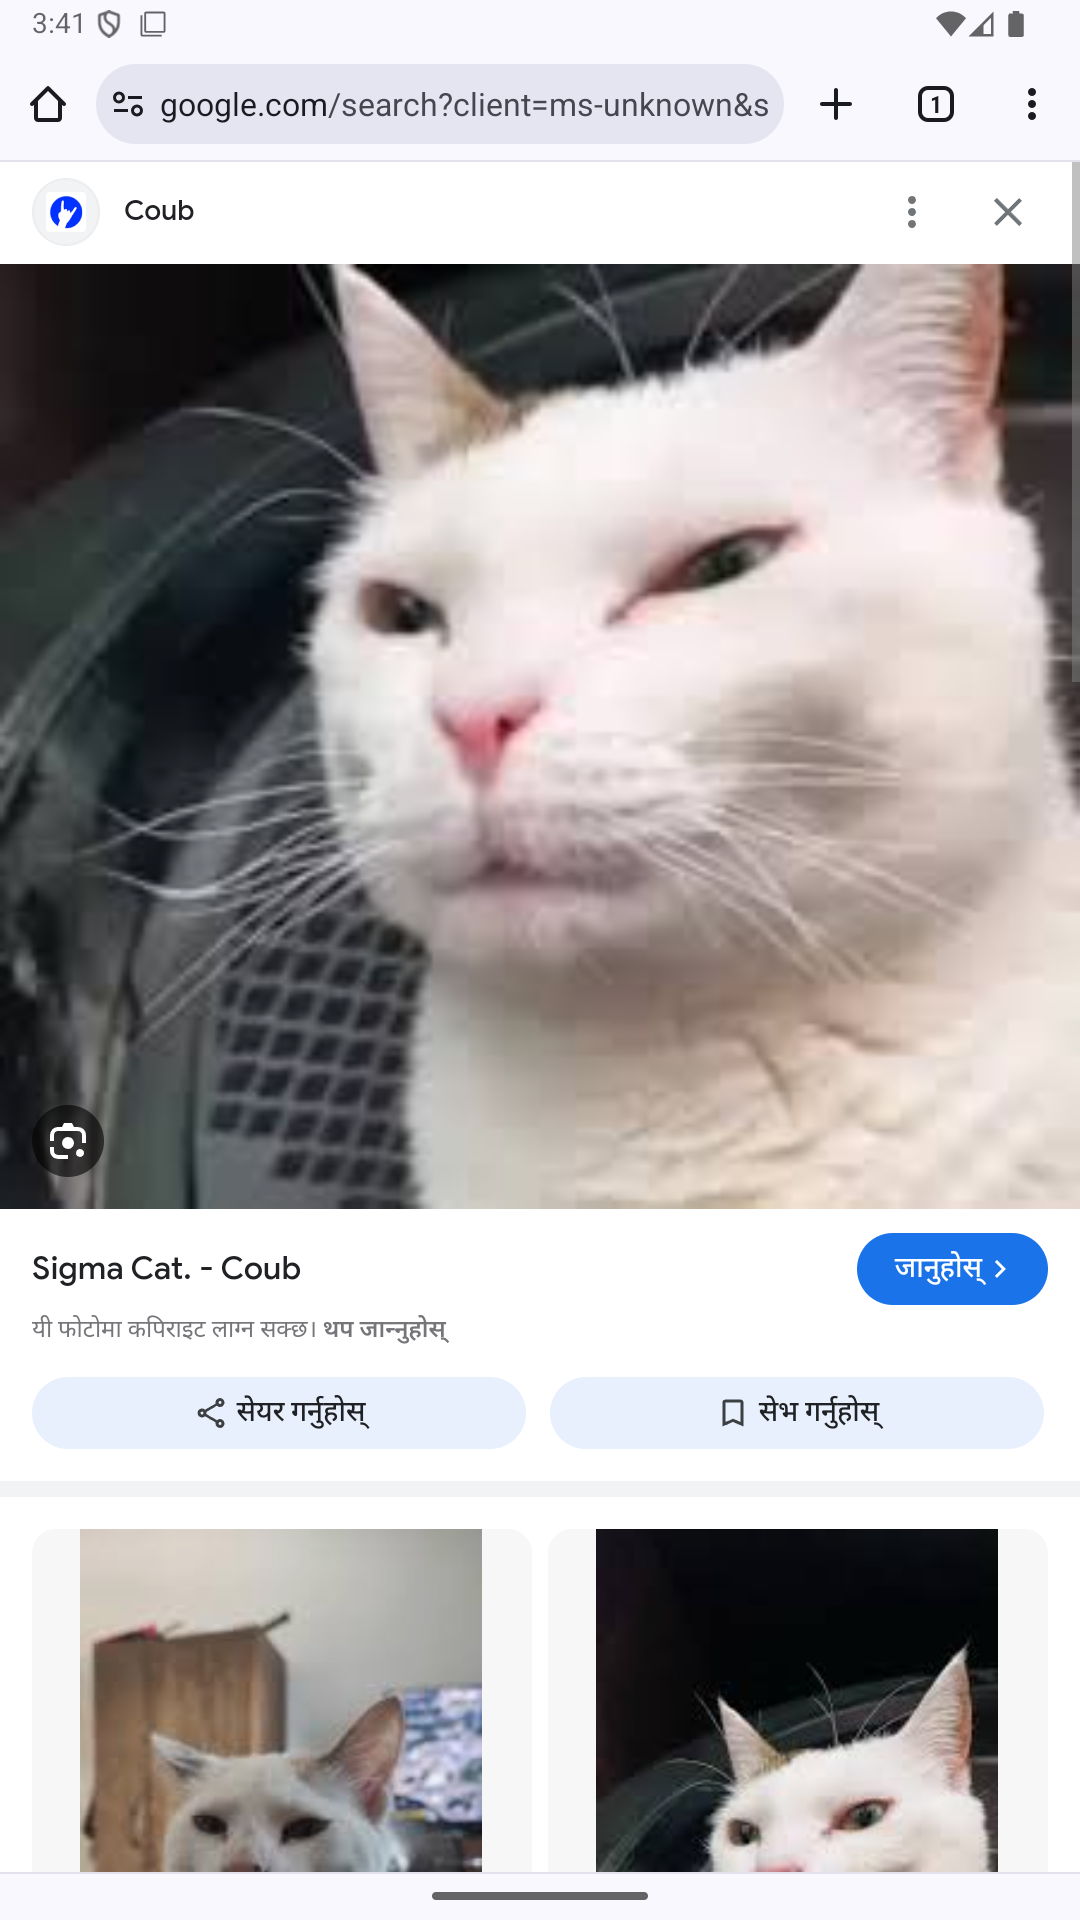 3:41
google.com/search?client=ms-unknown&s
1
Coub
Sigma Cat. - Coub
जानुहोस्
यी फोटोमा कपिराइट लाग्न सक्छ। थप जान्नुहोस्
सेयर गर्नुहोस्
सेभ गर्नुहोस्